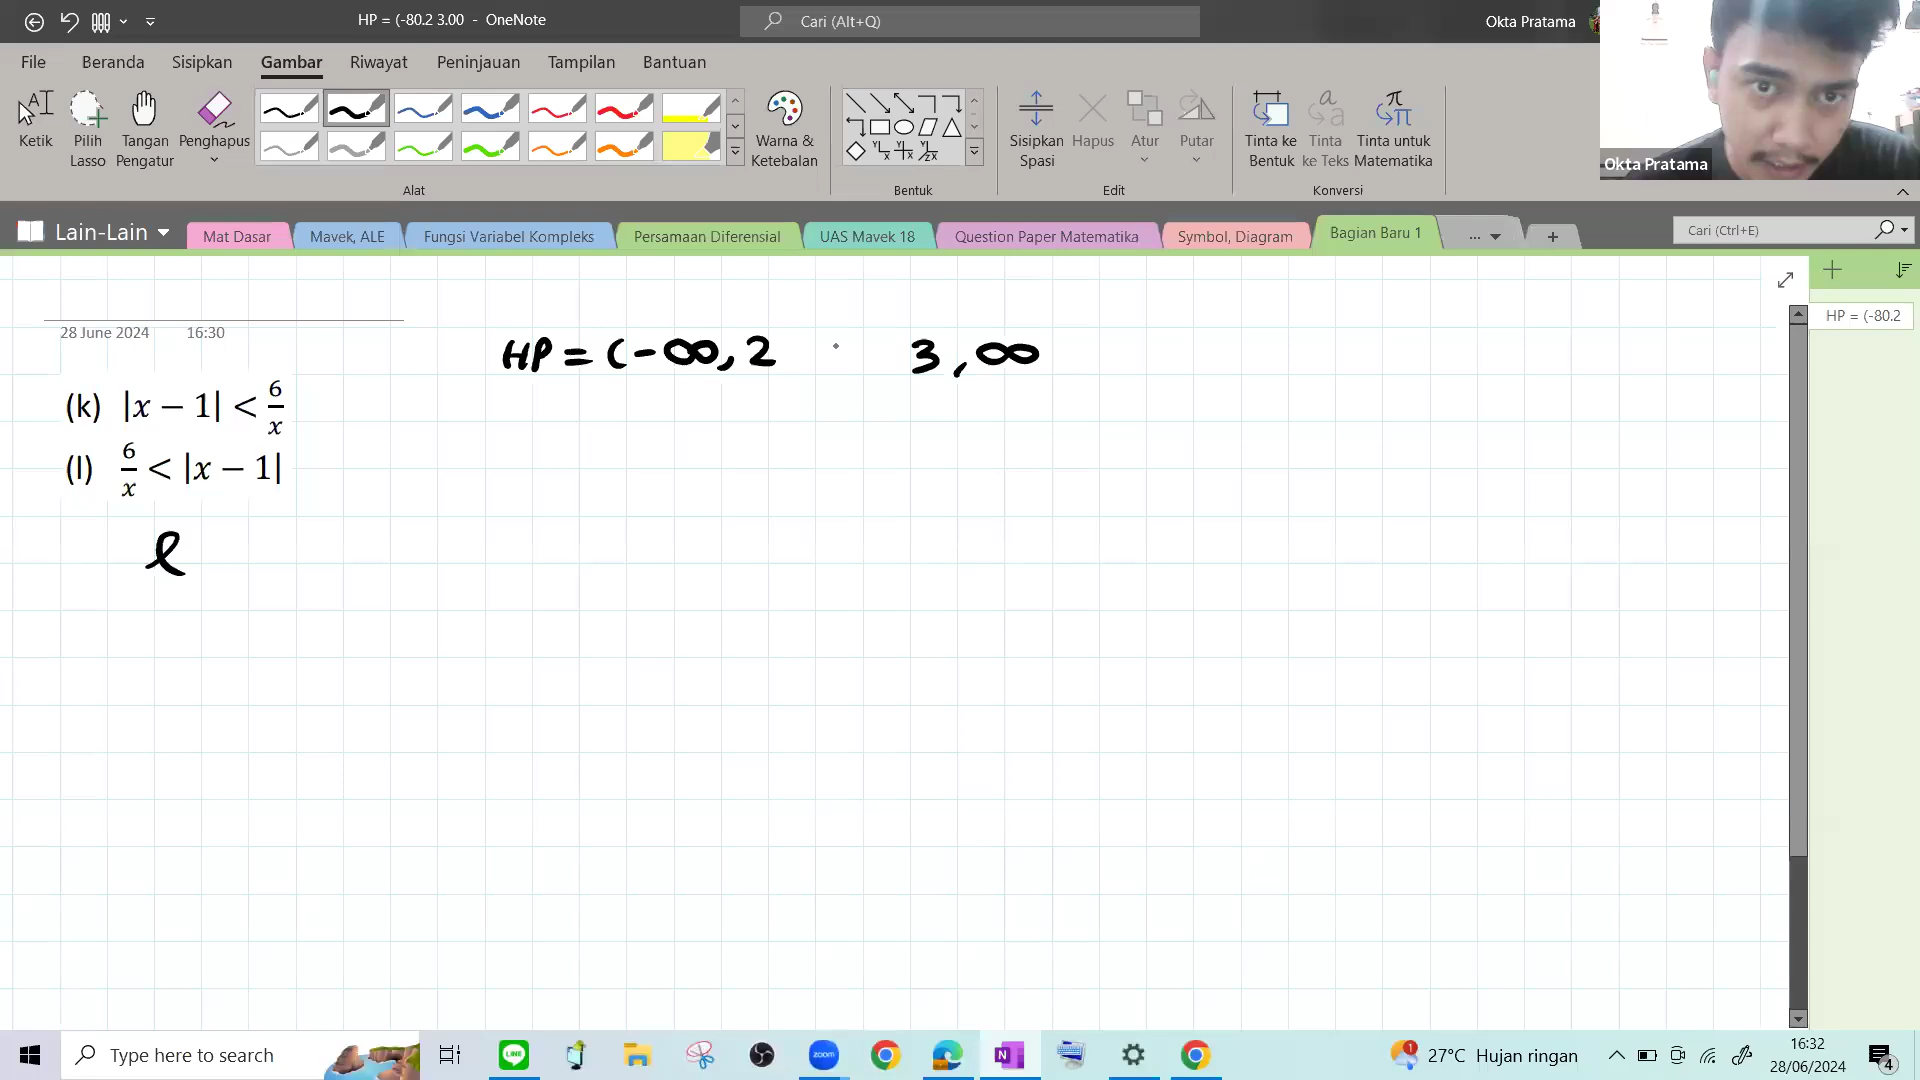 HP = (-80.2 3.00 - OneNote
Cari (Alt+Q)
Okta Pratama
File Beranda Sisipkan Gambar Riwayat Peninjauan Tampilan Bantuan
Ketik
Pilih Lasso
Tangan Pengatur
Penghapus
Warna & Ketebalan
Sisipkan Spasi
Hapus
Atur
Putar
Tinta ke Bentuk
Tinta ke Teks
Tinta untuk Matematika
Alat
Bentuk
Edit
Konversi
Okta Pratama
Lain-Lain
Mat Dasar
Mavek, ALE
Fungsi Variabel Kompleks
Persamaan Diferensial
UAS Mavek 18
Question Paper Matematika
Symbol, Diagram
Bagian Baru 1
...
Cari (Ctrl+E)
HP = (-80.2
28 June 2024 16:30
HP = (-∞, 2 3, ∞
(k) |x − 1| < 6/x
(l) 6/x < |x − 1|
ℓ
Type here to search
LINE
zoom
27°C Hujan ringan
16:32
28/06/2024
4